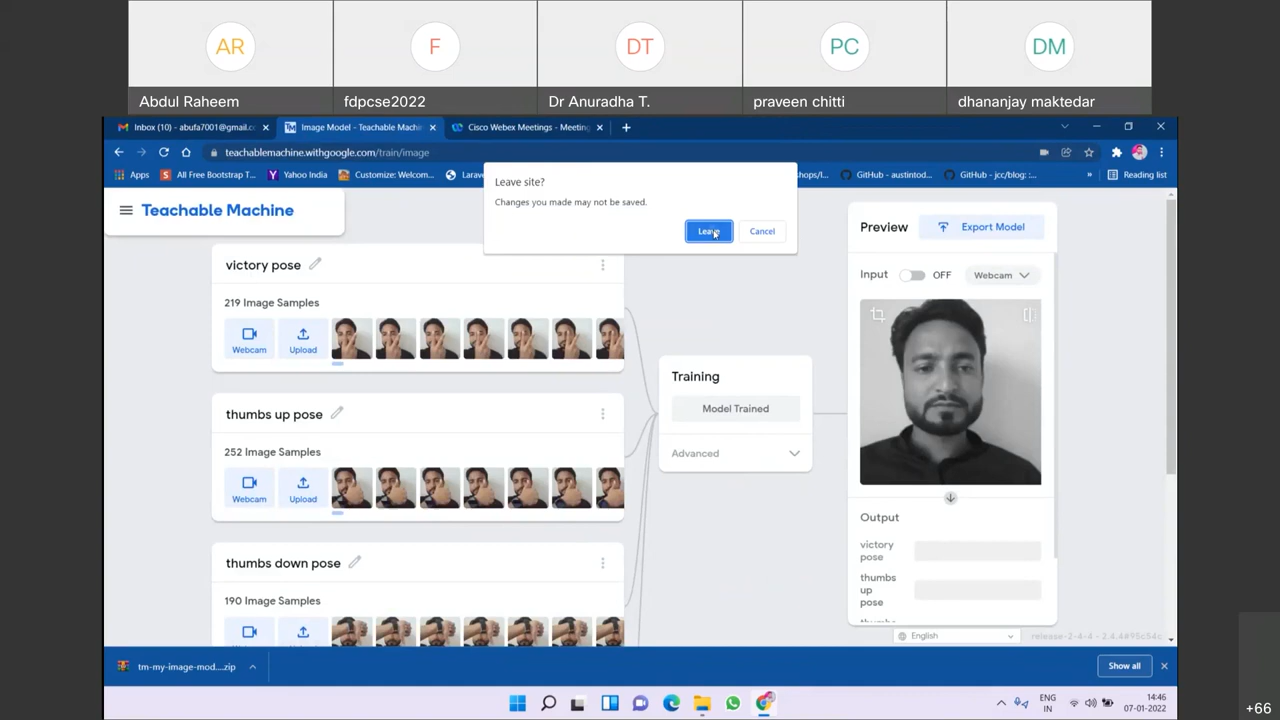 AR
F
DT
PC
DM
Abdul Raheem
fdpcse2022
Dr Anuradha T.
praveen chitti
dhananjay maktedar
Inbox (10) - abufa7001@gmail.c
Image Model - Teachable Machi
Cisco Webex Meetings - Meeting
teachablemachine.withgoogle.com/train/image
Apps
All Free Bootstrap T...
Yahoo India
Customize: Welcom...
GitHub - austintod...
GitHub - jcc/blog: :...
»
Reading list
Leave site?
Changes you made may not be saved.
Leave
Cancel
Teachable Machine
victory pose
219 Image Samples
Webcam
Upload
thumbs up pose
252 Image Samples
Webcam
Upload
thumbs down pose
190 Image Samples
Training
Model Trained
Advanced
Preview
Export Model
Input
OFF
Webcam
Output
victory
pose
thumbs
up
pose
English
tm-my-image-mod....zip
Show all
ENG
IN
14:46
07-01-2022
+66